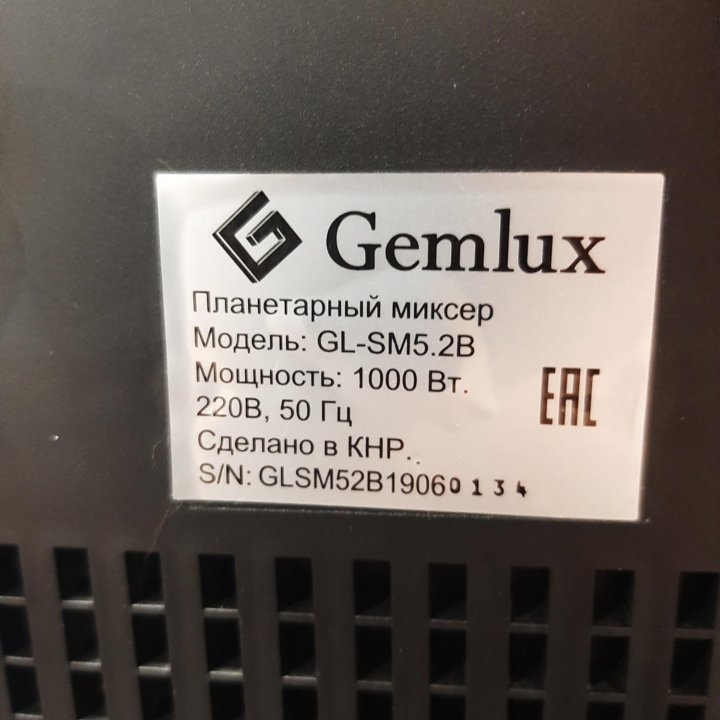 Gemlux
Планетарный миксер
Модель: GL-SM5.2B
Мощность: 1000 Вт.
220В, 50 Гц
EAC
Сделано в КНР.
S/N: GLSM52B19060134